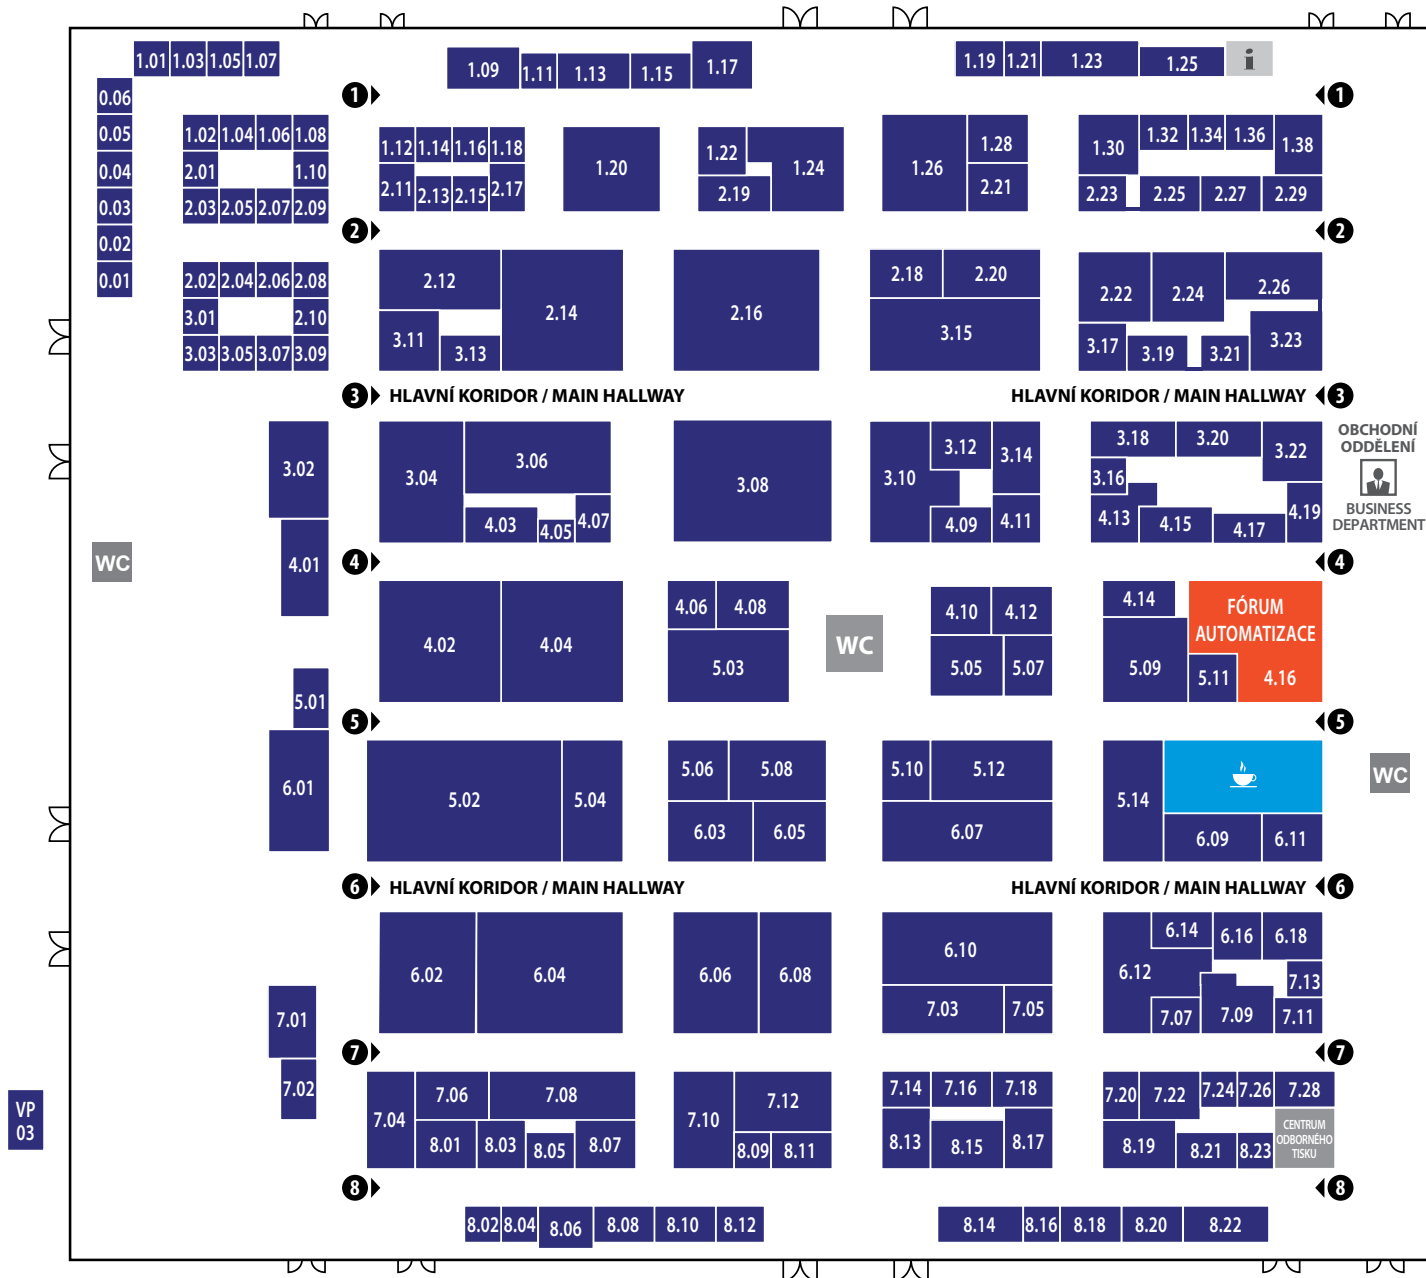 1.01 1.03 1.05 1.07
1.09 1.11 1.13 1.15 1.17
1.19 1.21 1.23 1.25 i
0.06
0.05
0.04
0.03
0.02
0.01
1 1
1.02 1.04 1.06 1.08
2.01 1.10
2.03 2.05 2.07 2.09
1.12 1.14 1.16 1.18
2.11 2.13 2.15 2.17
1.20
1.22 1.24
2.19
1.26 1.28
2.21
1.30 1.32 1.34 1.36 1.38
2.23 2.25 2.27 2.29
2 2
2.02 2.04 2.06 2.08
3.01 2.10
3.03 3.05 3.07 3.09
2.12 2.14
3.11 3.13
2.16
2.18 2.20
3.15
2.22 2.24 2.26
3.17 3.19 3.21 3.23
3 HLAVNÍ KORIDOR / MAIN HALLWAY
HLAVNÍ KORIDOR / MAIN HALLWAY 3
OBCHODNÍ
ODDĚLENÍ
BUSINESS
DEPARTMENT
3.02
4.01
WC
3.04 3.06
4.03 4.05 4.07
3.08
3.10 3.12 3.14
4.09 4.11
3.18 3.20 3.22
3.16
4.13 4.15 4.17 4.19
4 4
4.02 4.04
4.06 4.08
5.03
WC
4.10 4.12
5.05 5.07
4.14
5.09 5.11
FÓRUM
AUTOMATIZACE
4.16
5.01
6.01
5 5
5.02 5.04
5.06 5.08
6.03 6.05
5.10 5.12
6.07
5.14
6.09 6.11
WC
6 HLAVNÍ KORIDOR / MAIN HALLWAY
HLAVNÍ KORIDOR / MAIN HALLWAY 6
6.02 6.04
6.06 6.08
6.10
7.03 7.05
6.12 6.14 6.16 6.18
7.13
7.07 7.09 7.11
7.01
7.02
7 7
VP
03
7.04 7.06 7.08
8.01 8.03 8.05 8.07
7.10 7.12
8.09 8.11
7.14 7.16 7.18
8.13 8.15 8.17
7.20 7.22 7.24 7.26 7.28
8.19 8.21 8.23
CENTRUM
ODBORNÉHO
TISKU
8 8
8.02 8.04 8.06 8.08 8.10 8.12
8.14 8.16 8.18 8.20 8.22